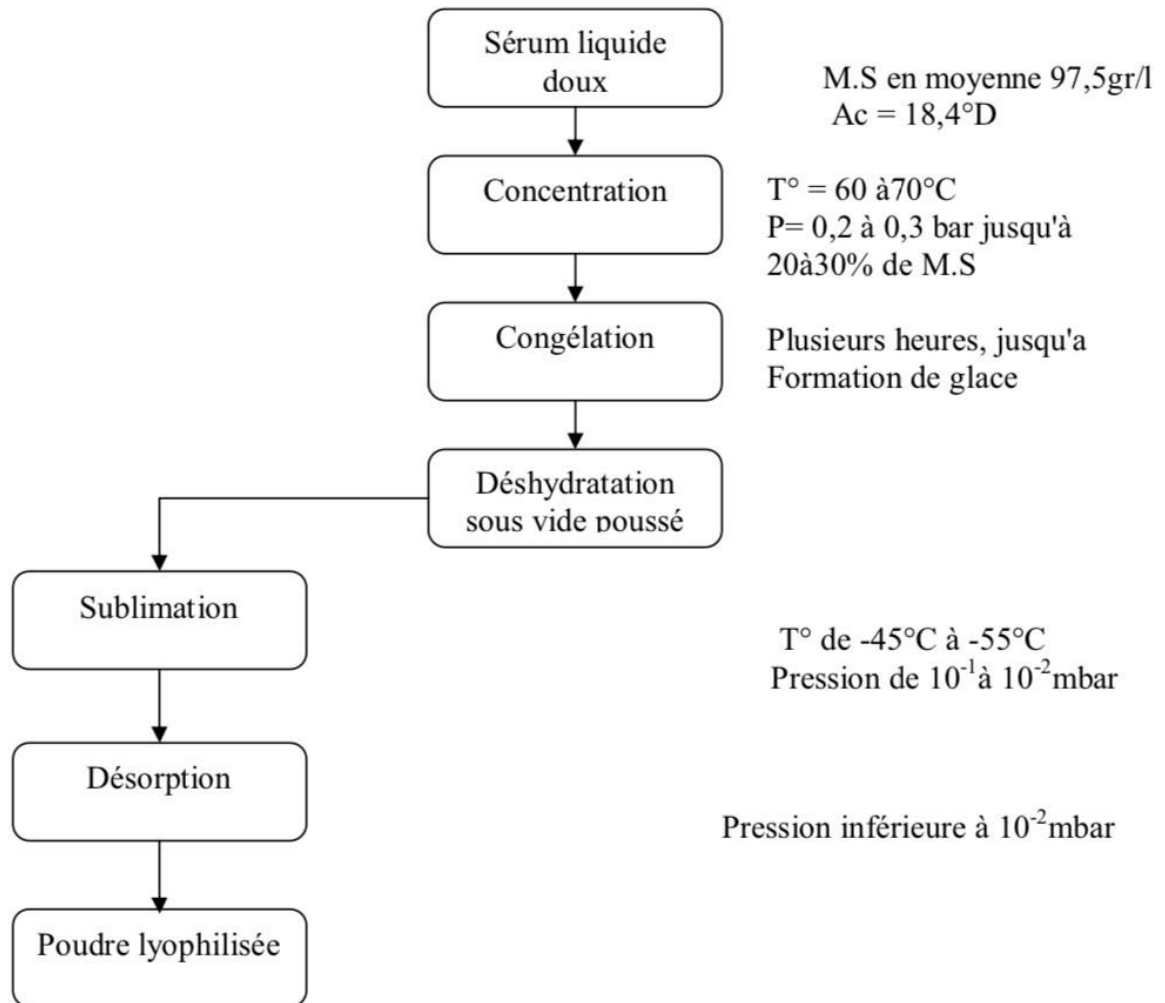 Sérum liquide
doux
M.S en moyenne 97,5gr/l
Ac = 18,4°D
Concentration
T° = 60 à70°C
P= 0,2 à 0,3 bar jusqu'à
20à30% de M.S
Congélation
Plusieurs heures, jusqu'a
Formation de glace
Déshydratation
sous vide poussé
Sublimation
T° de -45°C à -55°C
Pression de 10⁻¹à 10⁻²mbar
Désorption
Pression inférieure à 10⁻²mbar
Poudre lyophilisée